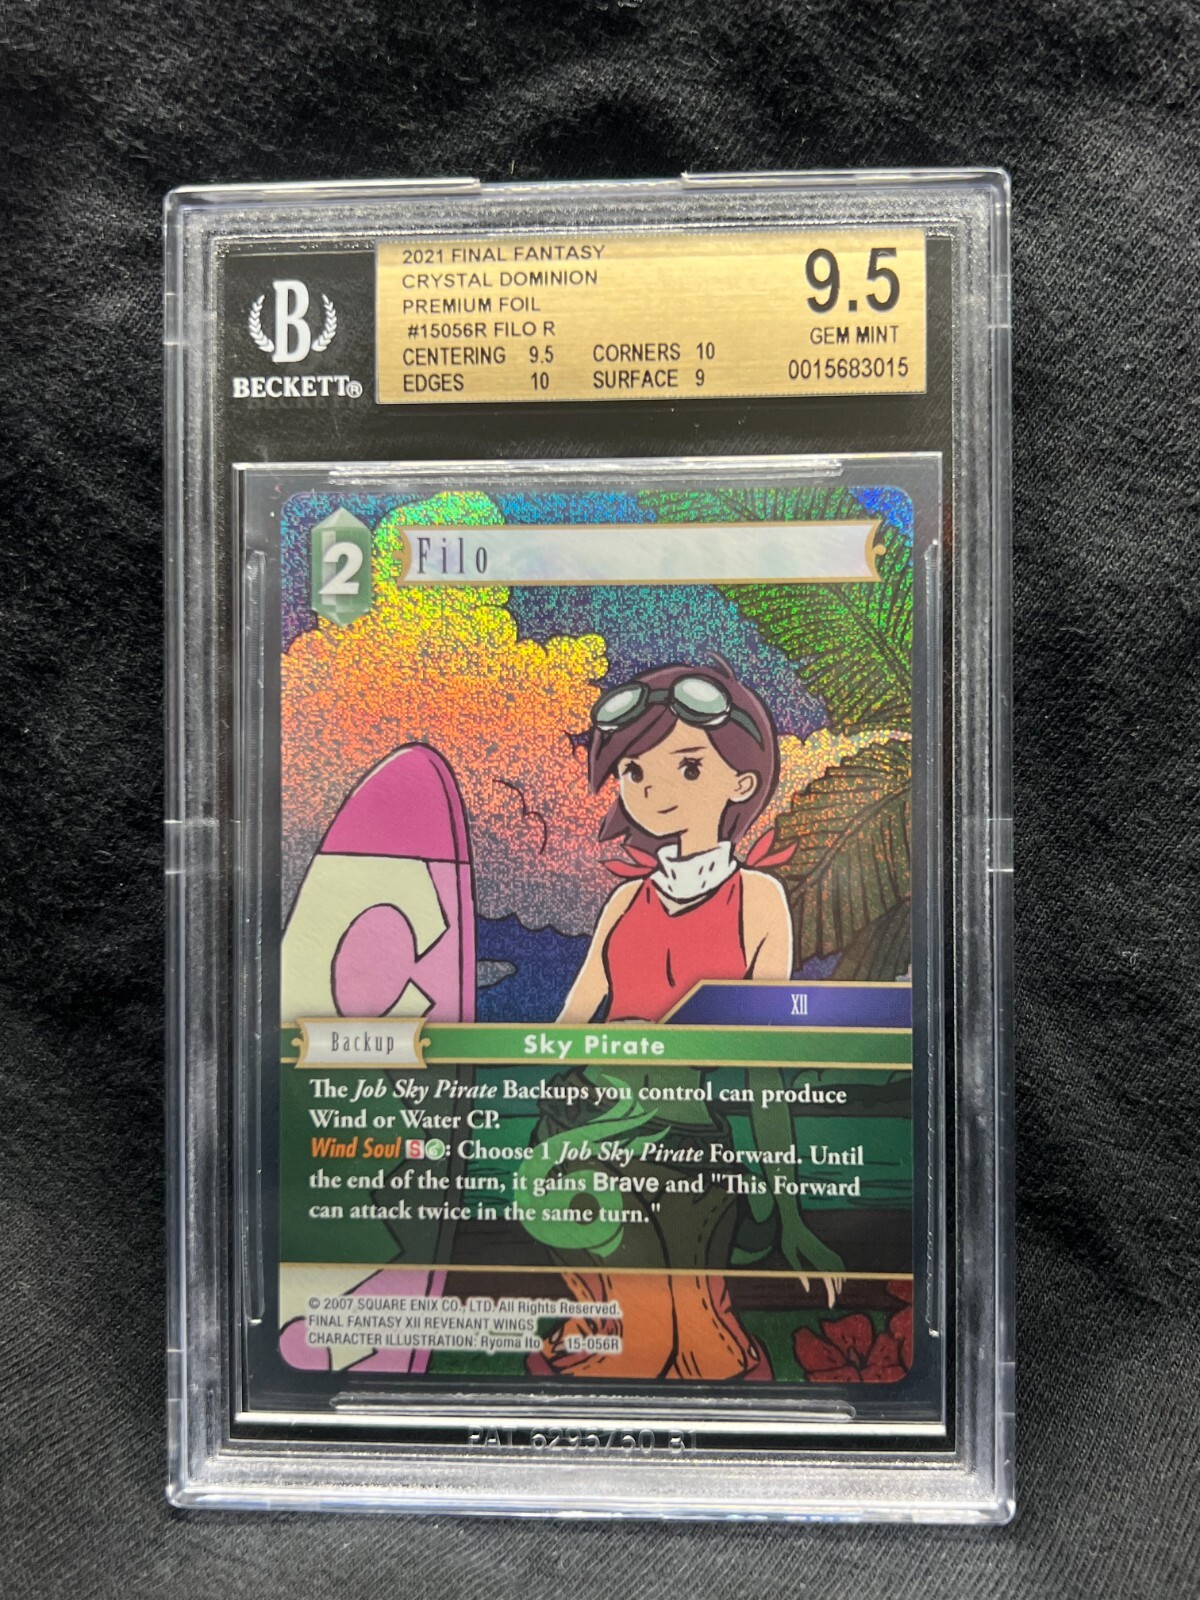 B
BECKETT®
2021 FINAL FANTASY
CRYSTAL DOMINION
PREMIUM FOIL
#15056R FILO R
CENTERING 9.5 CORNERS 10
EDGES 10 SURFACE 9
9.5
GEM MINT
0015683015
2
Filo
XII
Backup
Sky Pirate
The Job Sky Pirate Backups you control can produce
Wind or Water CP.
Wind Soul S: Choose 1 Job Sky Pirate Forward. Until
the end of the turn, it gains Brave and "This Forward
can attack twice in the same turn."
© 2007 SQUARE ENIX CO., LTD. All Rights Reserved.
FINAL FANTASY XII REVENANT WINGS
CHARACTER ILLUSTRATION: Ryoma Ito 15-056R
PAT 6295750 B1